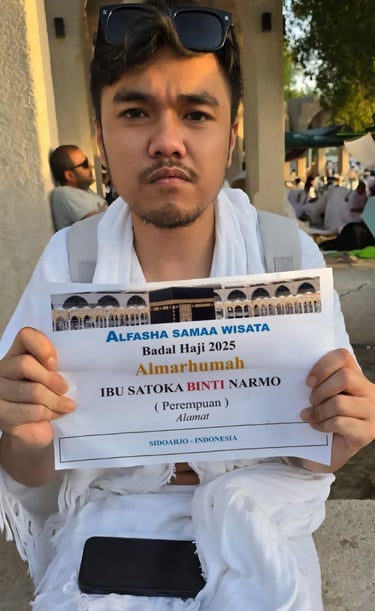 ALFASHA SAMAA WISATA
Badal Haji 2025
Almarhumah
IBU SATOKA BINTI NARMO
( Perempuan )
Alamat
SIDOARJO - INDONESIA